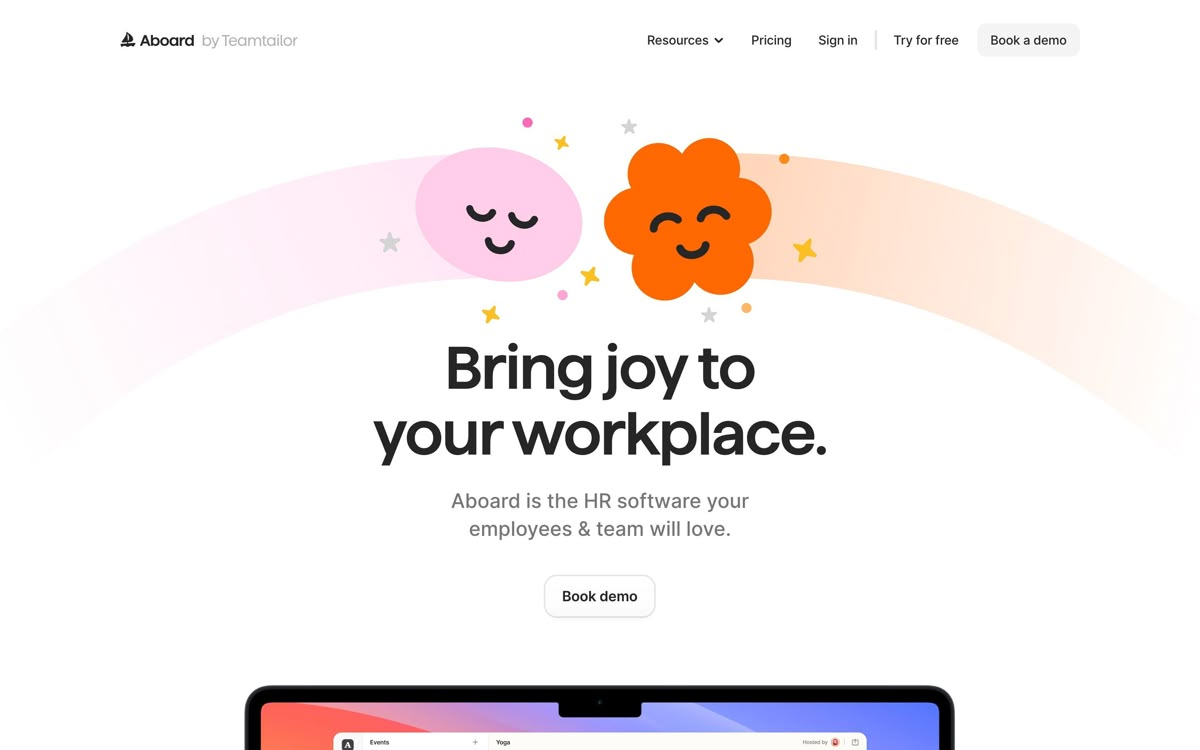 Aboard by Teamtailor
Resources
Pricing
Sign in
Try for free
Book a demo
Bring joy to
your workplace.
Aboard is the HR software your
employees & team will love.
Book demo
A
Events
+
Yoga
Hosted by